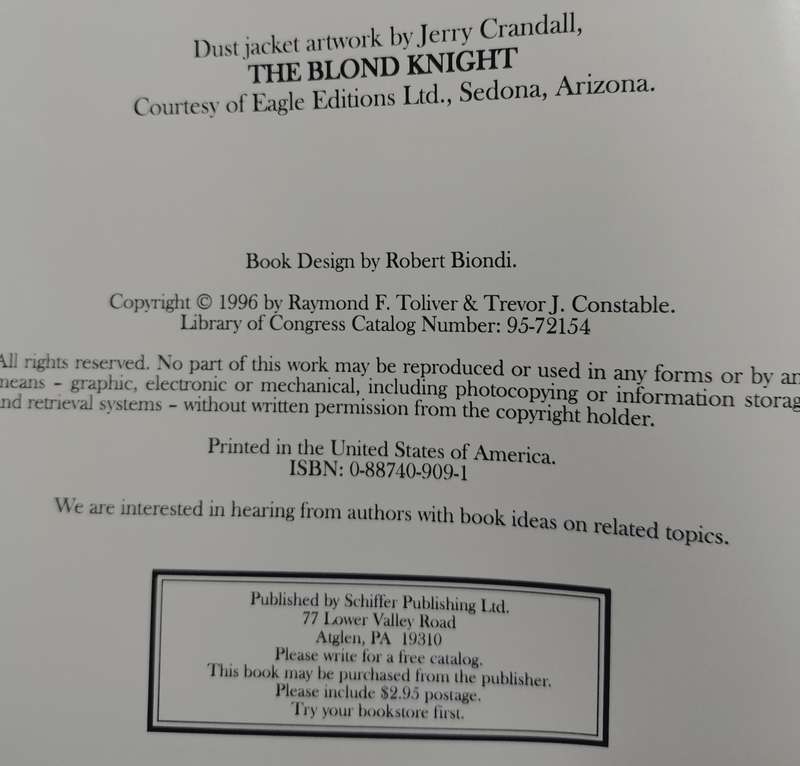 Dust jacket artwork by Jerry Crandall,
THE BLOND KNIGHT
Courtesy of Eagle Editions Ltd., Sedona, Arizona.
Book Design by Robert Biondi.
Copyright © 1996 by Raymond F. Toliver & Trevor J. Constable.
Library of Congress Catalog Number: 95-72154
All rights reserved. No part of this work may be reproduced or used in any forms or by an
means – graphic, electronic or mechanical, including photocopying or information storag
nd retrieval systems – without written permission from the copyright holder.
Printed in the United States of America.
ISBN: 0-88740-909-1
We are interested in hearing from authors with book ideas on related topics.
Published by Schiffer Publishing Ltd.
77 Lower Valley Road
Atglen, PA 19310
Please write for a free catalog.
This book may be purchased from the publisher.
Please include $2.95 postage.
Try your bookstore first.